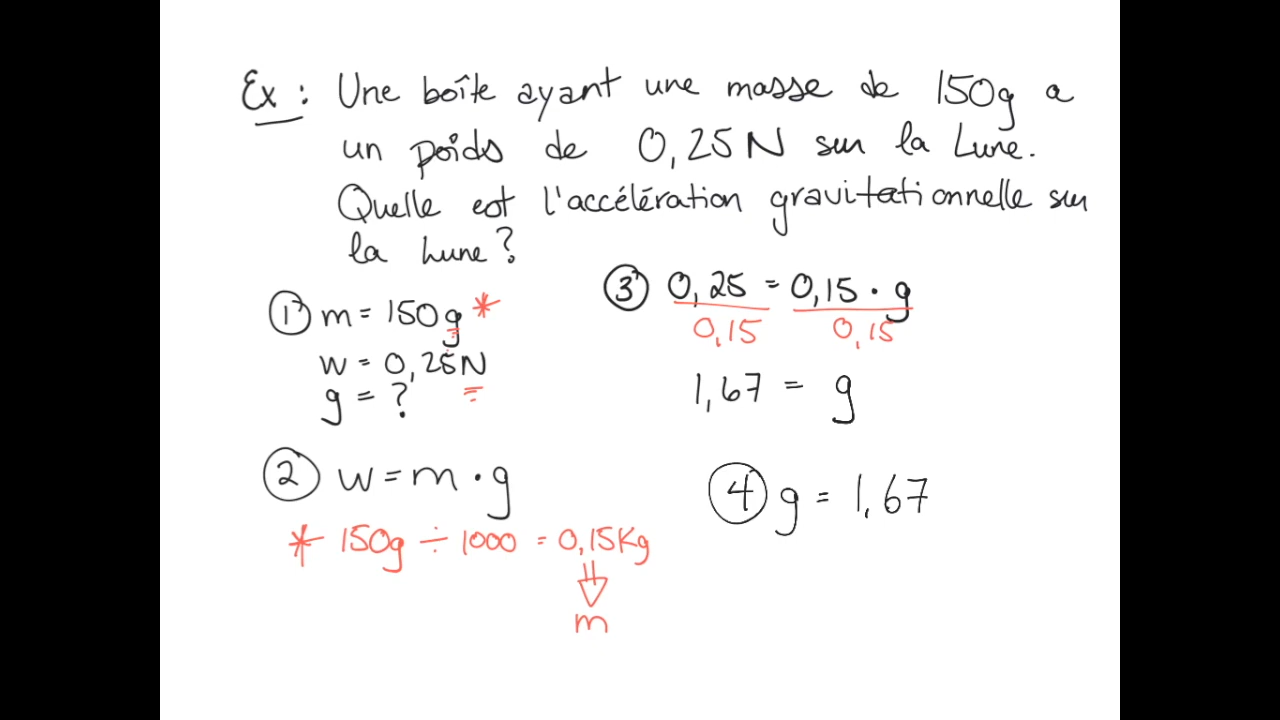 Ex : Une boîte ayant une masse de 150g a
un poids de 0,25N sur la Lune.
Quelle est l'accélération gravitationnelle sur
la Lune?
① m = 150g *
w = 0,25N
g = ?
② w = m · g
* 150g ÷ 1000 = 0,15Kg
m
③ 0,25 = 0,15 · g
0,15 0,15
1,67 = g
④ g = 1,67